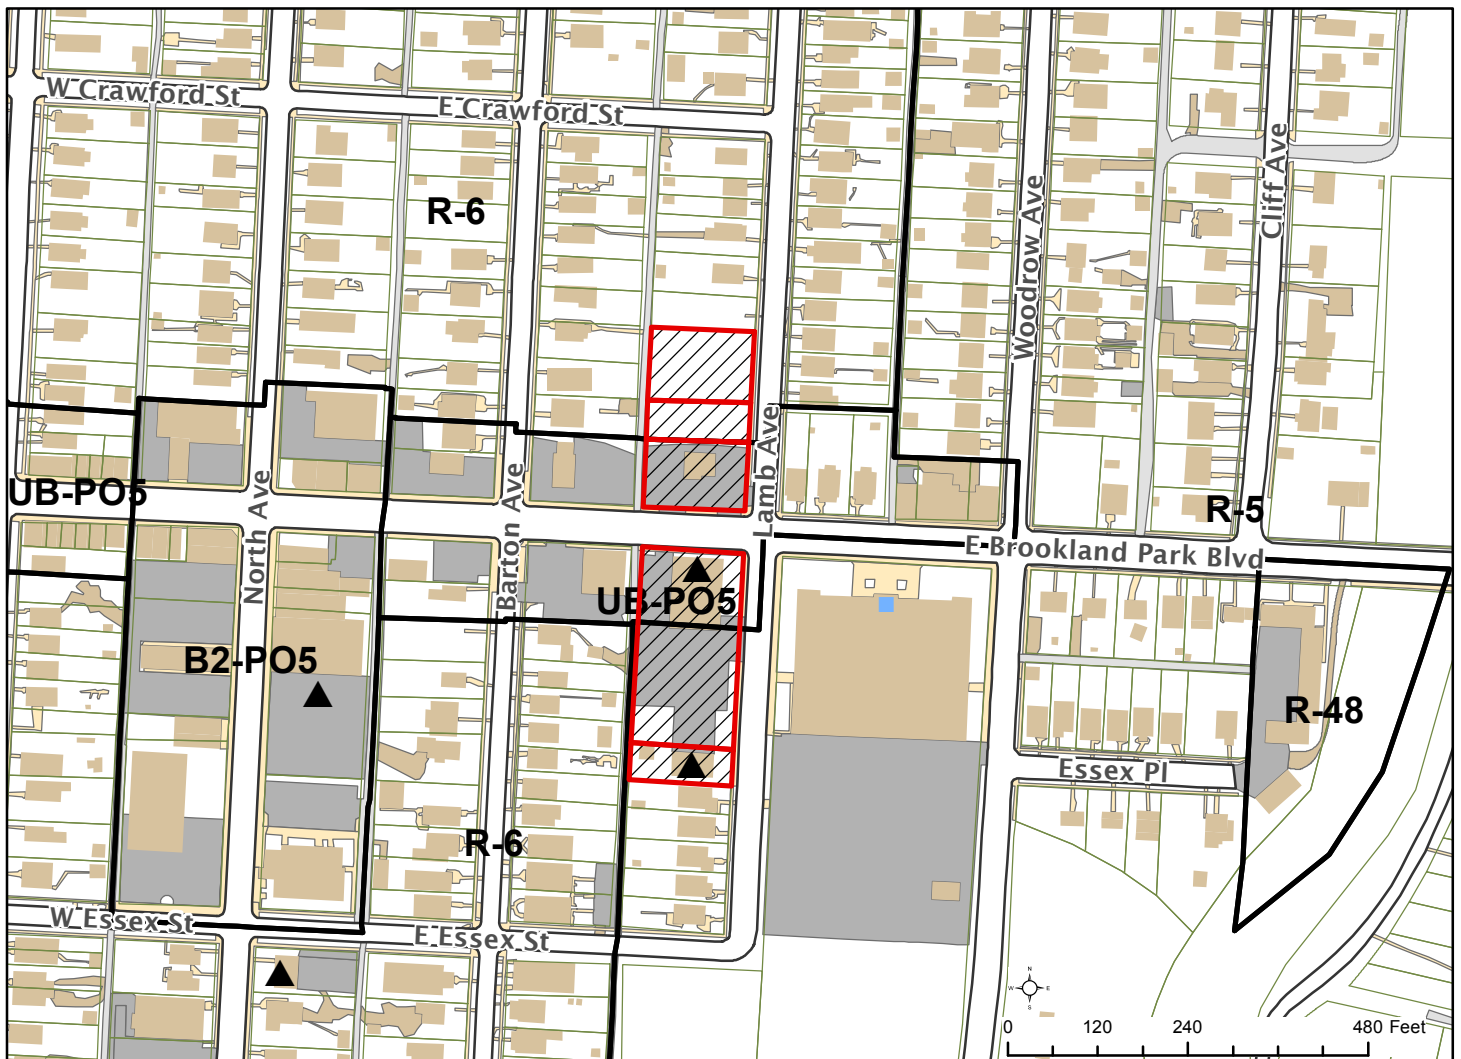 W Crawford St
E Crawford St
R-6
Cliff Ave
Woodrow Ave
Lamb Ave
North Ave
Barton Ave
UB-PO5
R-5
E Brookland Park Blvd
UB-PO5
B2-PO5
R-48
Essex Pl
R-6
W Essex St
E Essex St
N
W E
S
0 120 240 480 Feet